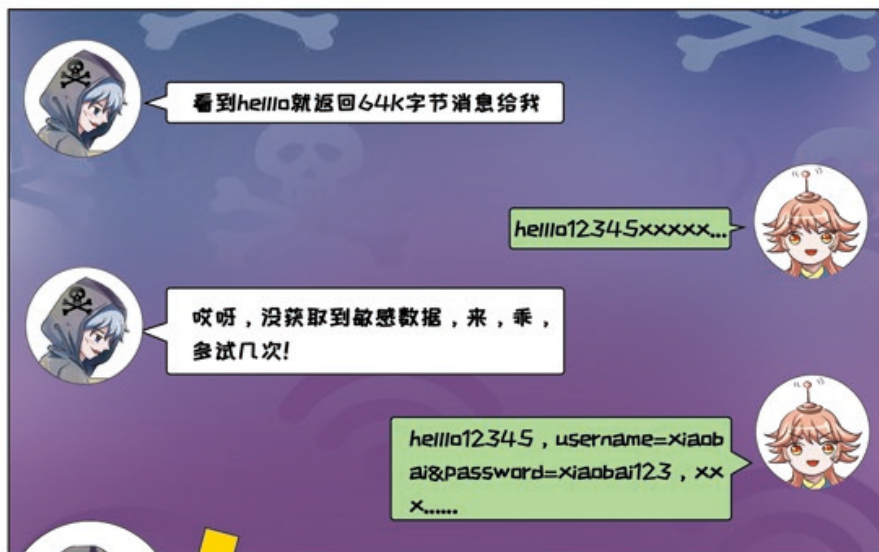 看到helllo就返回64K字节消息给我
helllo12345xxxxx...
哎呀，没获取到敏感数据，来，乖，
多试几次！
helllo12345，username=xiaob
ai&password=xiaobai123，xx
x......